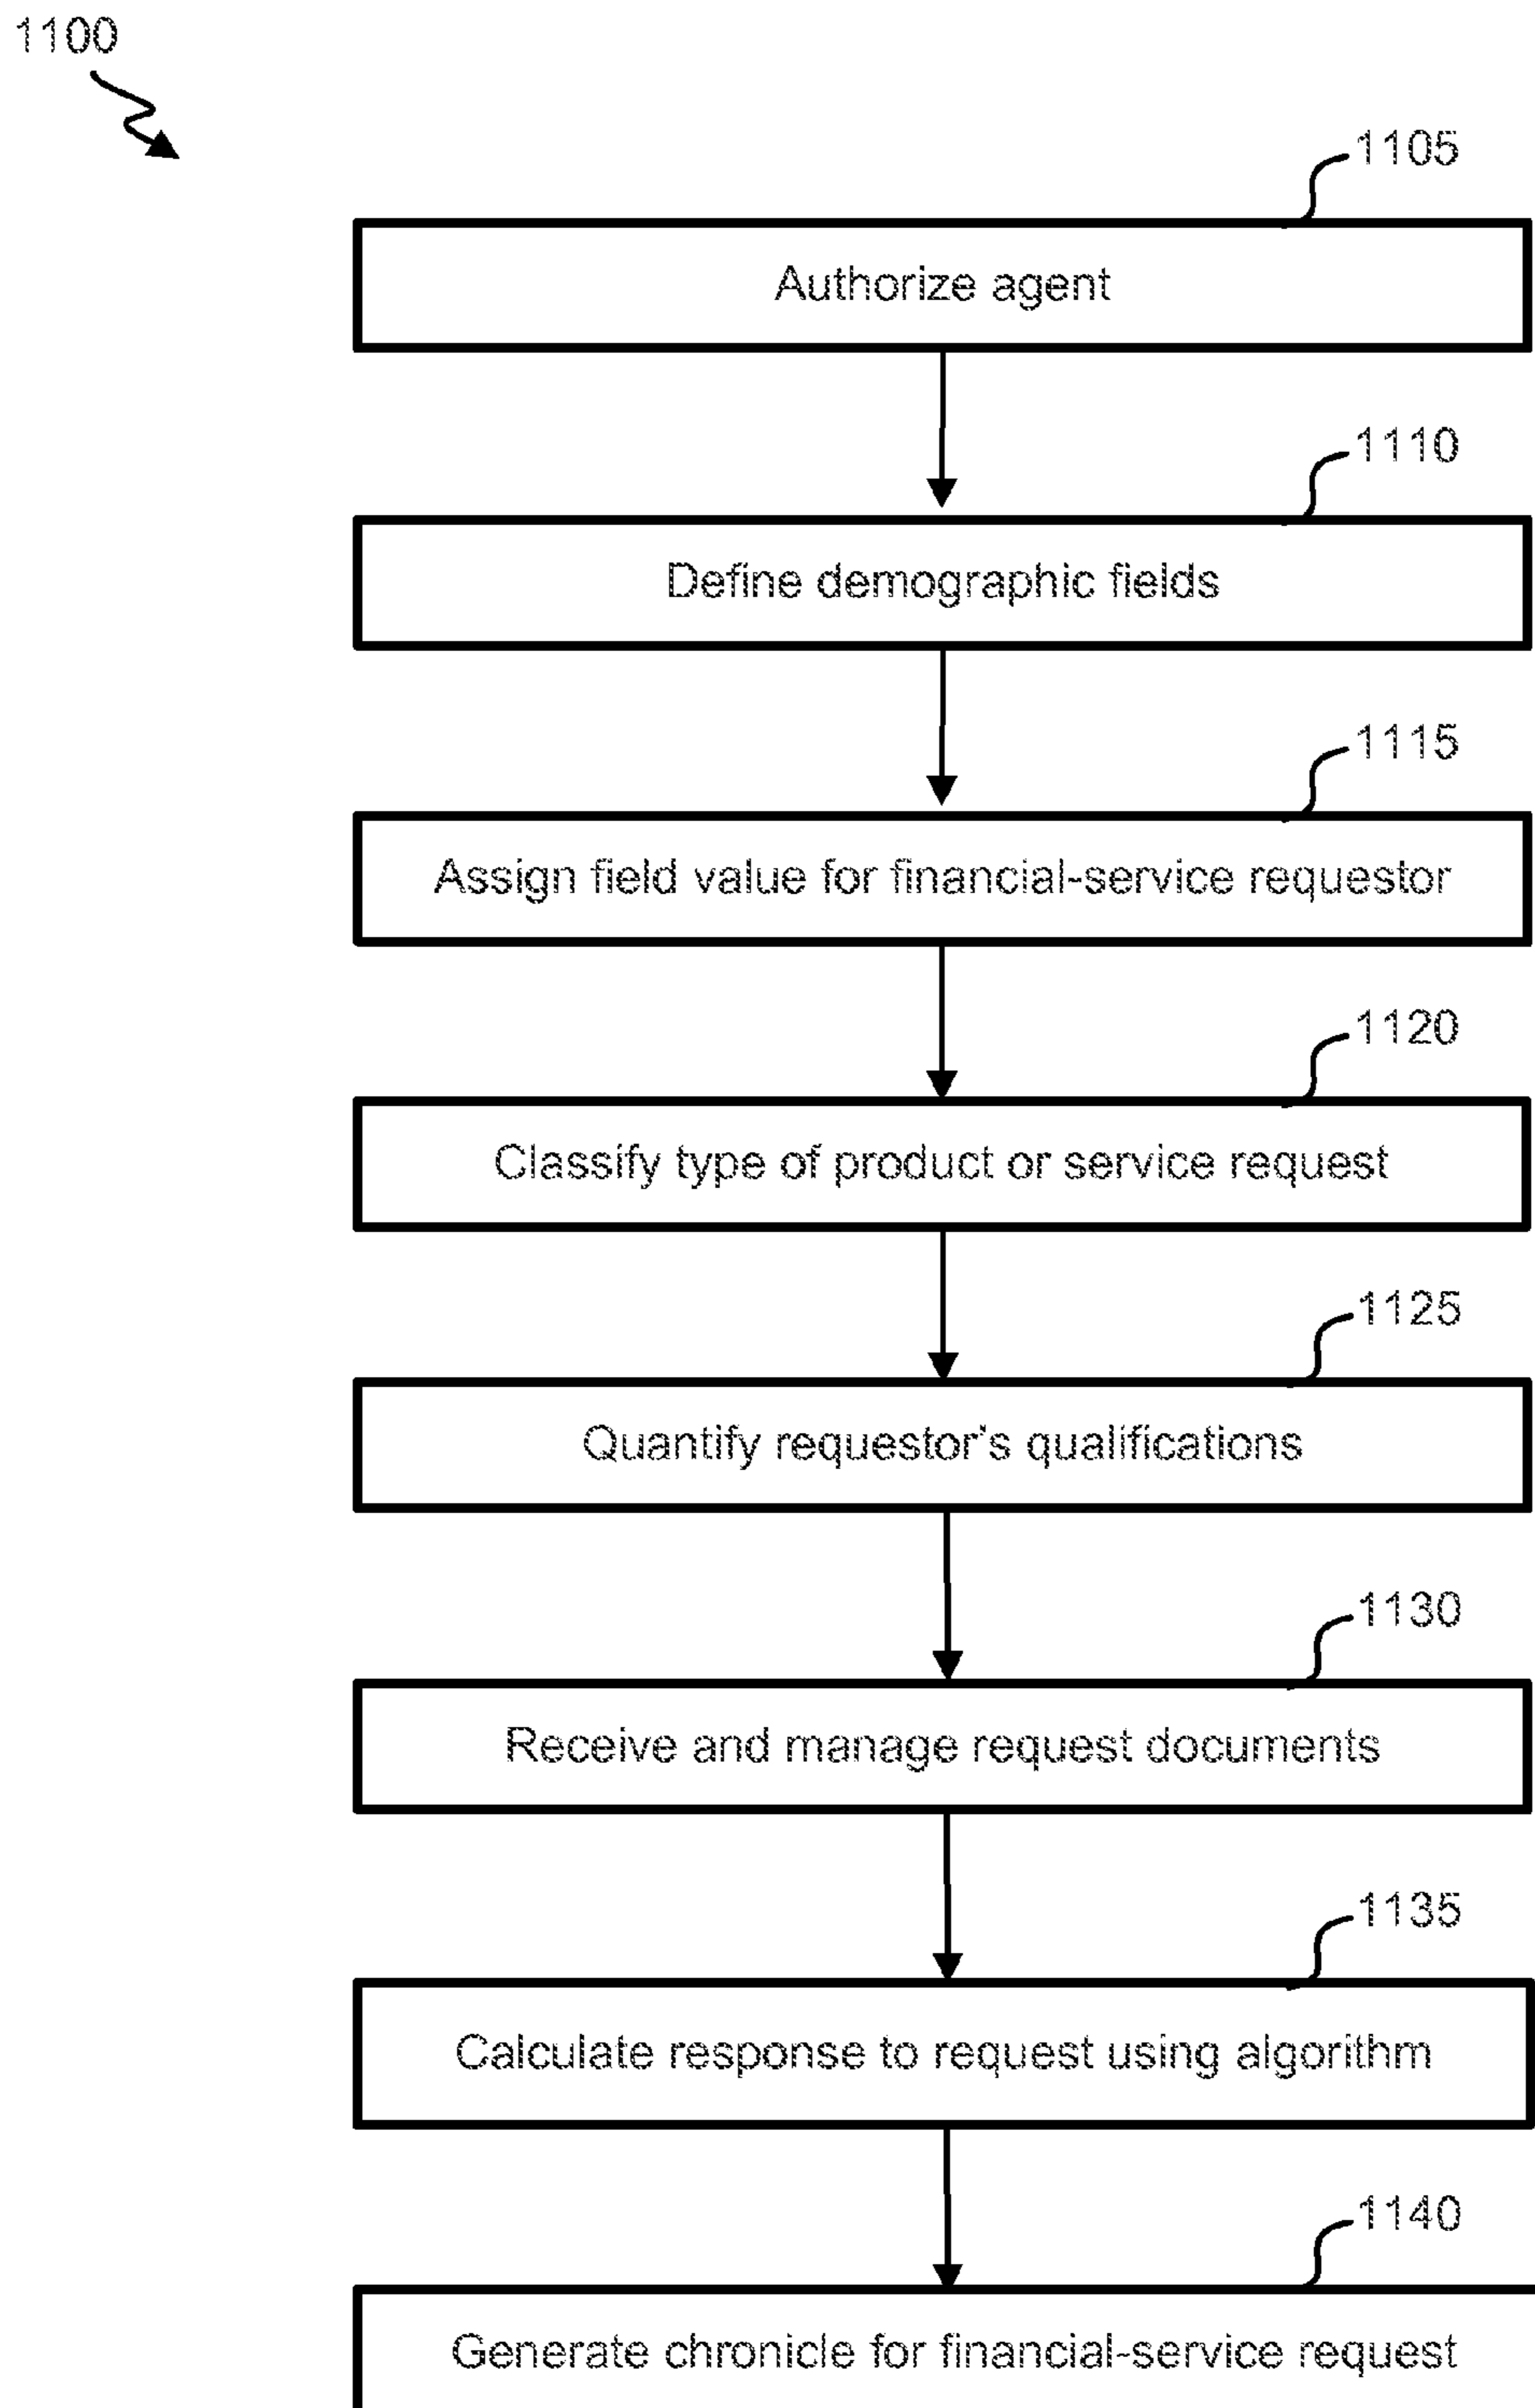 1100
1105
Authorize agent
1110
Define demographic fields
1115
Assign field value for financial-service requestor
1120
Classify type of product or service request
1125
Quantify requestor's qualifications
1130
Receive and manage request documents
1135
Calculate response to request using algorithm
1140
Generate chronicle for financial-service request